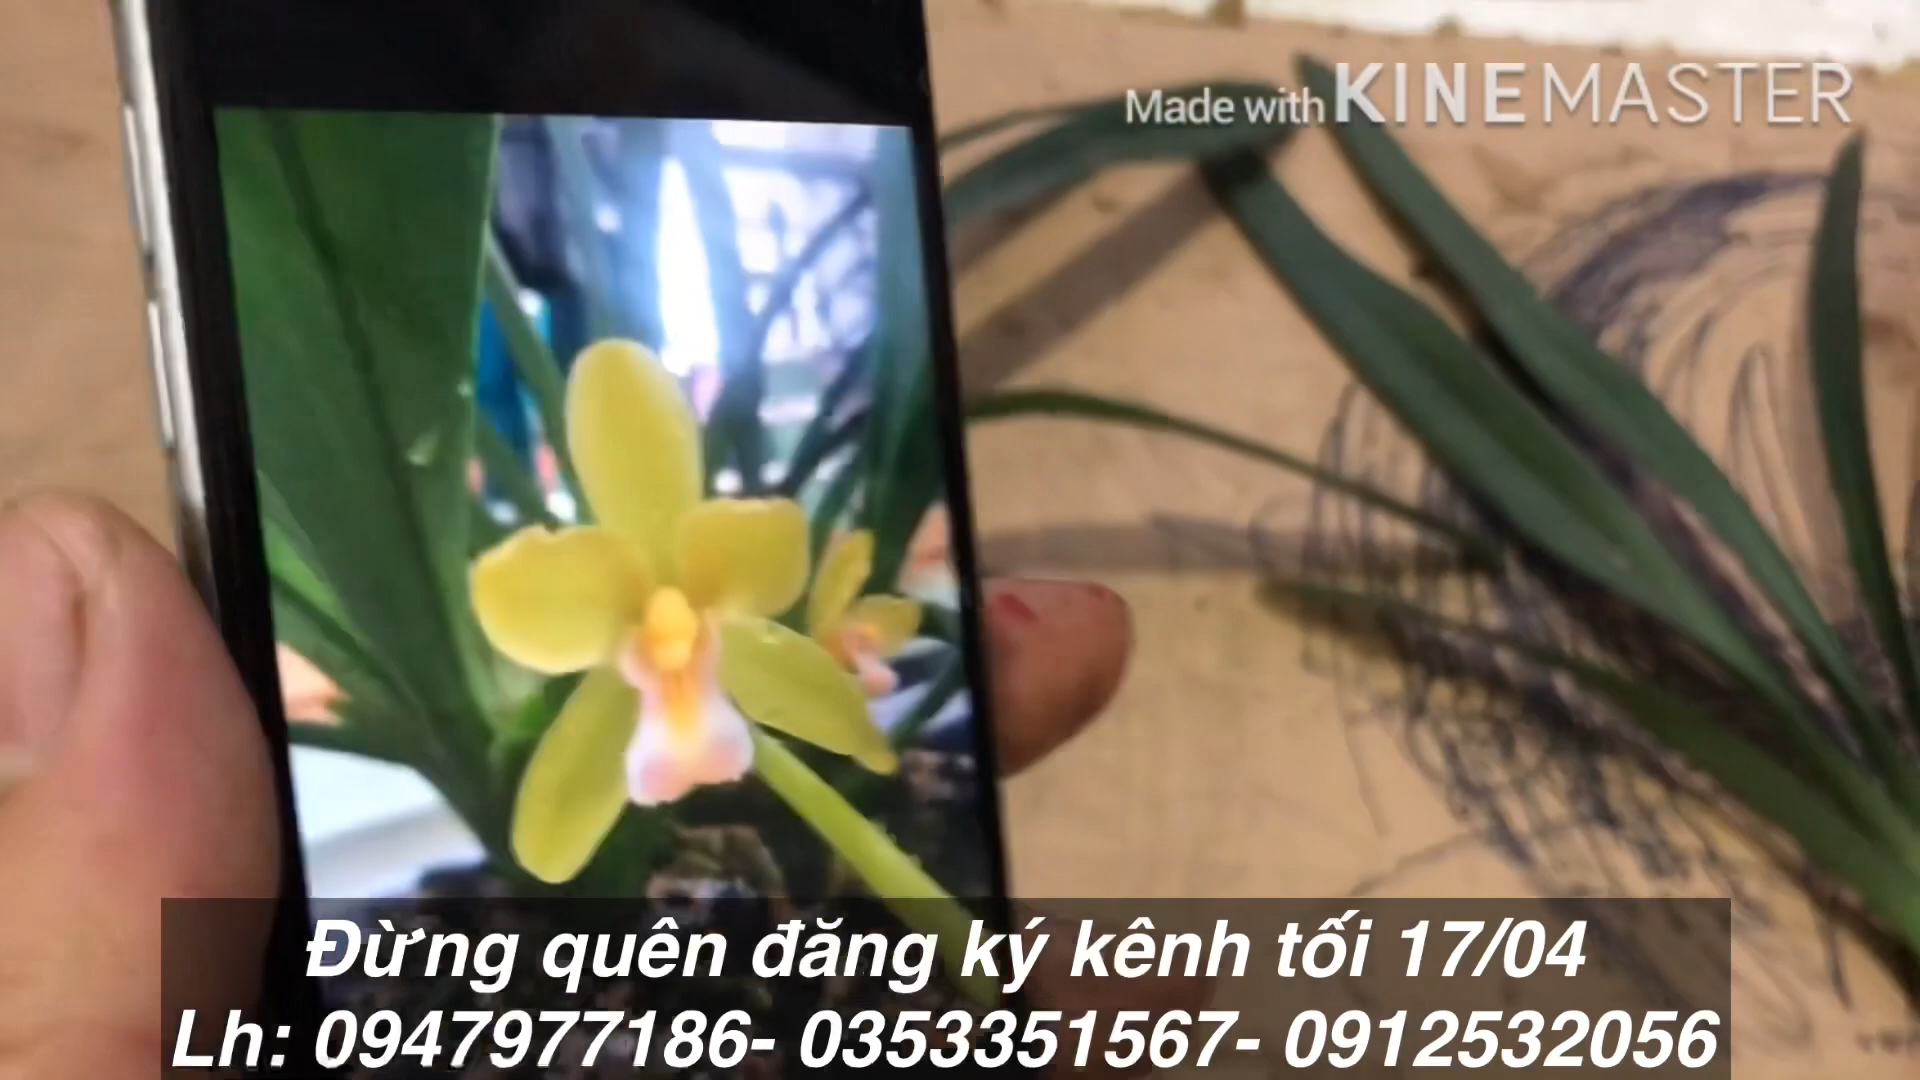 Made with KINEMASTER
Đừng quên đăng ký kênh tối 17/04
Lh: 0947977186- 0353351567- 0912532056